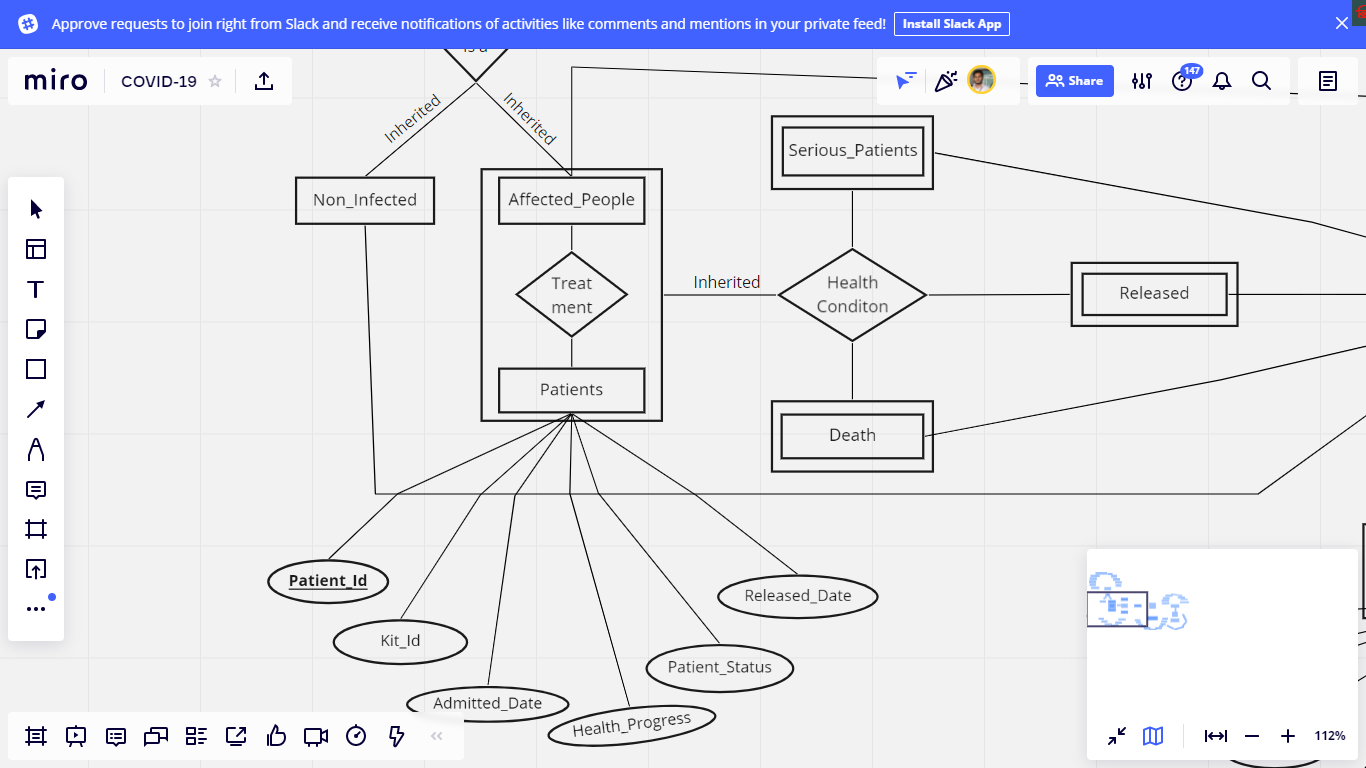 Approve requests to join right from Slack and receive notifications of activities like comments and mentions in your private feed!
Install Slack App
miro
COVID-19
Share
147
is a
Inherited
Inherited
Non_Infected
Affected_People
Serious_Patients
Treat
ment
Inherited
Health
Conditon
Released
Patients
Death
Patient_Id
Released_Date
Kit_Id
Patient_Status
Admitted_Date
Health_Progress
112%